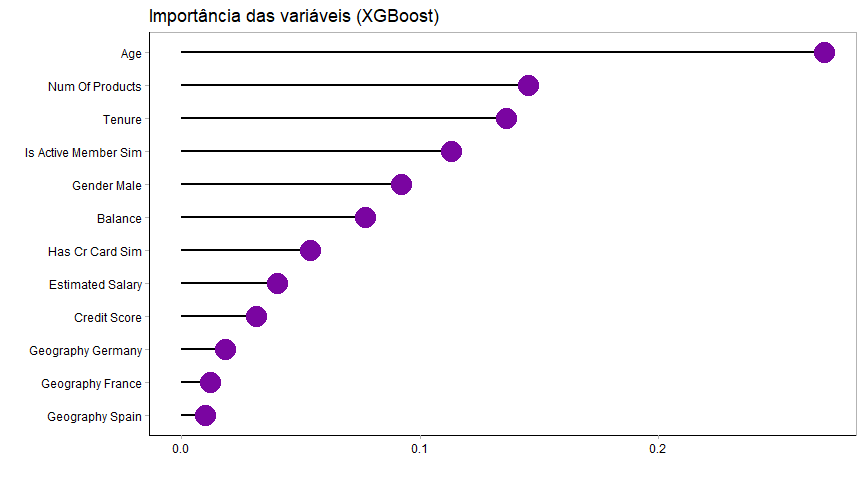 Importância das variáveis (XGBoost)
Age
Num Of Products
Tenure
Is Active Member Sim
Gender Male
Balance
Has Cr Card Sim
Estimated Salary
Credit Score
Geography Germany
Geography France
Geography Spain
0.0 0.1 0.2